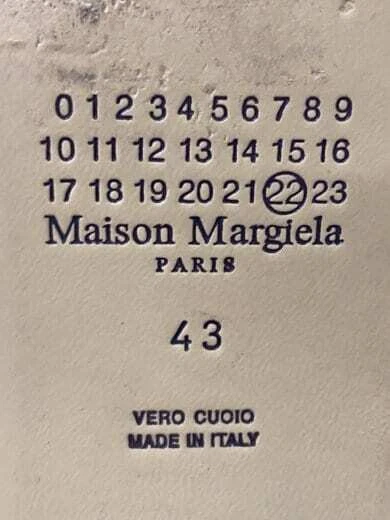 0 1 2 3 4 5 6 7 8 9
10 11 12 13 14 15 16
17 18 19 20 21 22 23
Maison Margiela
PARIS
43
VERO CUOIO
MADE IN ITALY